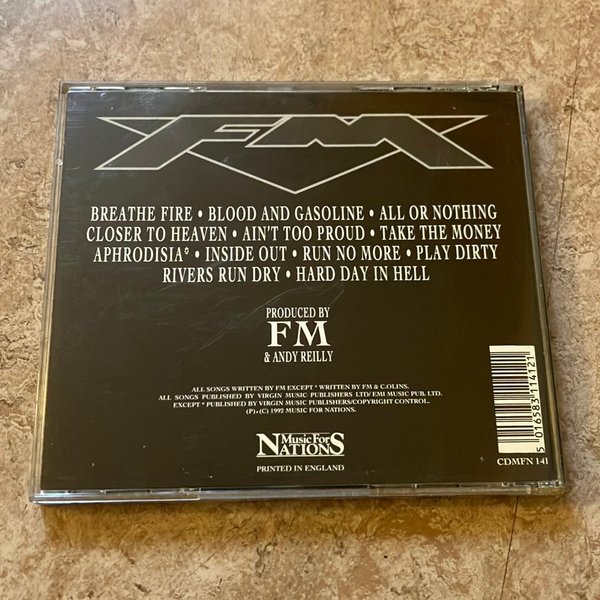 FM
BREATHE FIRE • BLOOD AND GASOLINE • ALL OR NOTHING
CLOSER TO HEAVEN • AIN'T TOO PROUD • TAKE THE MONEY
APHRODISIA* • INSIDE OUT • RUN NO MORE • PLAY DIRTY
RIVERS RUN DRY • HARD DAY IN HELL
PRODUCED BY
FM
& ANDY REILLY
ALL SONGS WRITTEN BY FM EXCEPT * WRITTEN BY FM & C.OLINS.
ALL SONGS PUBLISHED BY VIRGIN MUSIC PUBLISHERS LTD/ EMI MUSIC PUB. LTD.
EXCEPT * PUBLISHED BY VIRGIN MUSIC PUBLISHERS/COPYRIGHT CONTROL.
(P)+(C) 1992 MUSIC FOR NATIONS.
Music For
NATIONS
PRINTED IN ENGLAND
5 016583 114121
CDMFN 141